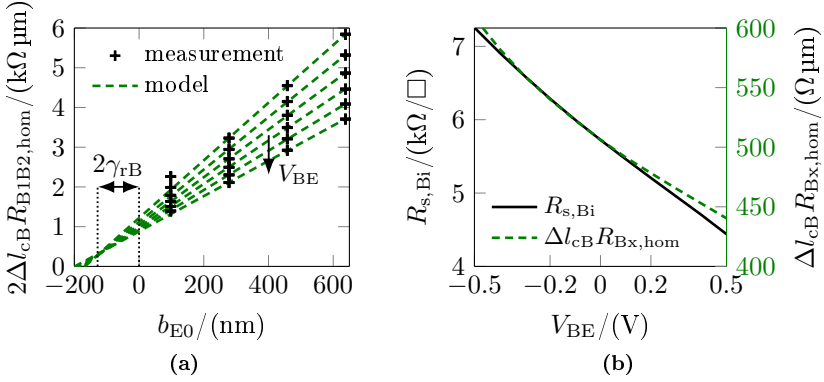 2Δl_cB R_B1B2,hom/(kΩ μm)
6
5
4
3
2
1
0
measurement
model
2γ_rB
V_BE
−200
0
200
400
600
b_E0/(nm)
(a)
R_s,Bi/(kΩ/□)
7
6
5
4
R_s,Bi
Δl_cB R_Bx,hom
−0.5
−0.2
0
0.2
0.5
V_BE/(V)
600
550
500
450
400
Δl_cB R_Bx,hom/(Ω μm)
(b)